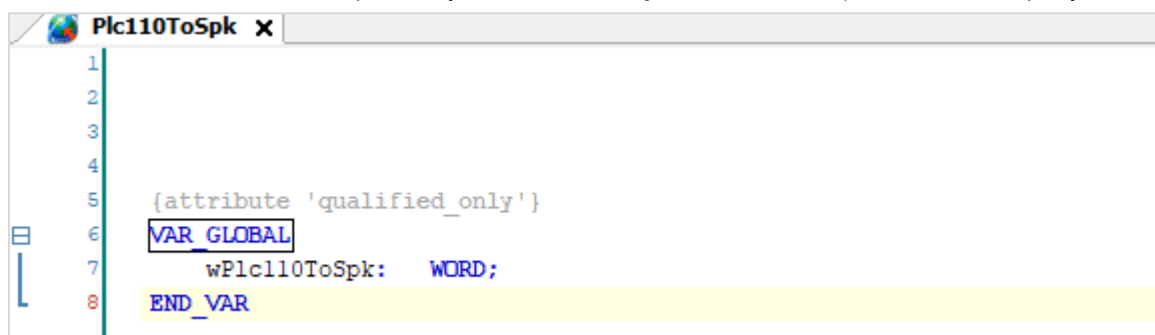 Plc110ToSpk X
1
2
3
4
5 {attribute 'qualified_only'}
6 VAR_GLOBAL
7 wPlc110ToSpk: WORD;
8 END_VAR